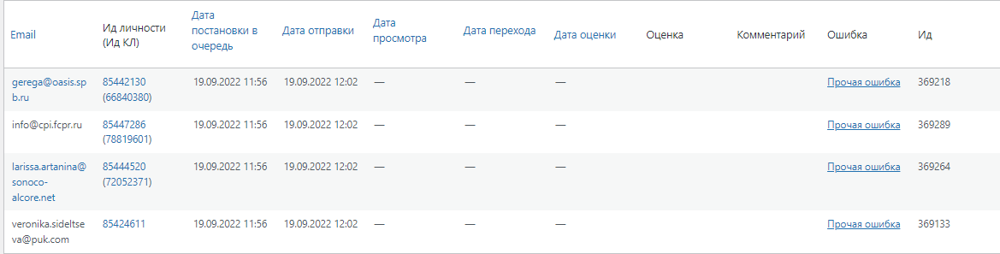 Email
Ид личности
(Ид КЛ)
Дата
постановки в
очередь
Дата отправки
Дата
просмотра
Дата перехода
Дата оценки
Оценка
Комментарий
Ошибка
Ид
gerega@oasis.sp
b.ru
85442130
(66840380)
19.09.2022 11:56
19.09.2022 12:02
—
—
—
Прочая ошибка
369218
info@cpi.fcpr.ru
85447286
(78819601)
19.09.2022 11:56
19.09.2022 12:02
—
—
—
Прочая ошибка
369289
larissa.artanina@
sonoco-
alcore.net
85444520
(72052371)
19.09.2022 11:56
19.09.2022 12:02
—
—
—
Прочая ошибка
369264
veronika.sideltse
va@puk.com
85424611
19.09.2022 11:56
19.09.2022 12:02
—
—
—
Прочая ошибка
369133